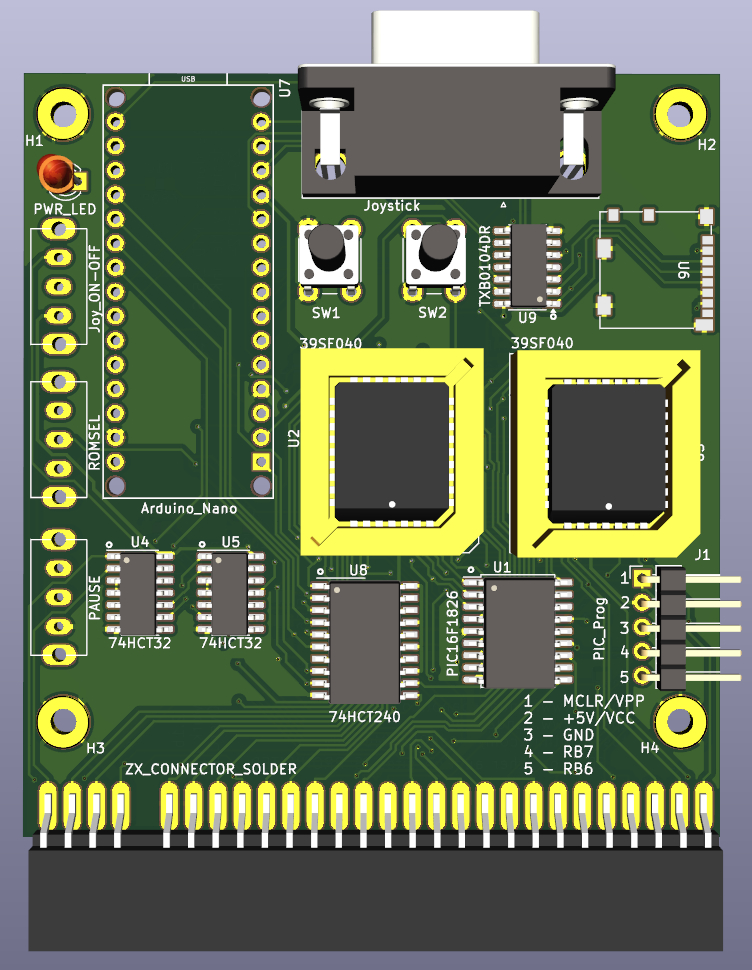 USB
U7
H1
H2
PWR_LED
Joystick
Joy_ON-OFF
TXB0104DR
U6
SW1
SW2
U9
39SF040
39SF040
ROMSEL
U2
Arduino_Nano
U4
U5
J1
PAUSE
U8
U1
PIC16F1826
PIC_Prog
1
2
3
4
5
74HCT32
74HCT32
74HCT240
1 – MCLR/VPP
2 – +5V/VCC
3 – GND
4 – RB7
5 – RB6
H3
H4
ZX_CONNECTOR_SOLDER